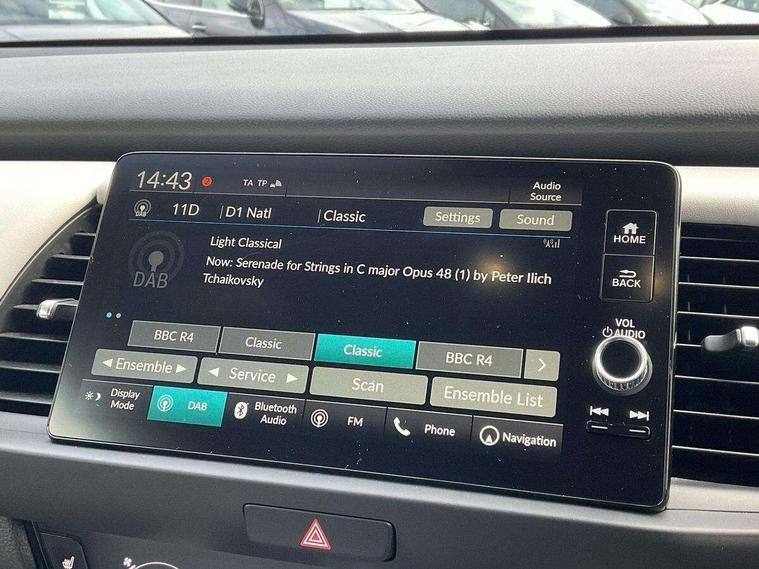 14:43 2 TA TP
Audio
Source
DAB 11D D1 Natl Classic Settings Sound
Light Classical
Now: Serenade for Strings in C major Opus 48 (1) by Peter Ilich
Tchaikovsky
DAB
BBC R4 Classic Classic BBC R4
Ensemble Service Scan Ensemble List
Display
Mode
DAB
Bluetooth
Audio
FM
Phone
Navigation
HOME
BACK
VOL
AUDIO